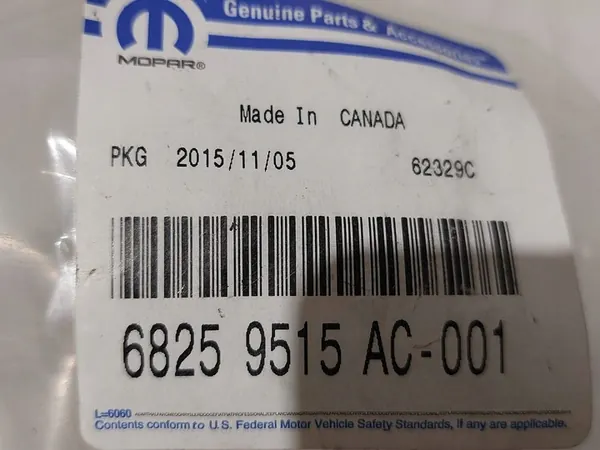 Genuine Parts & Accessories
MOPAR®
Made In CANADA
PKG 2015/11/05 62329C
6825 9515 AC-001
L=6060
Contents conform to U.S. Federal Motor Vehicle Safety Standards, if any are applicable.